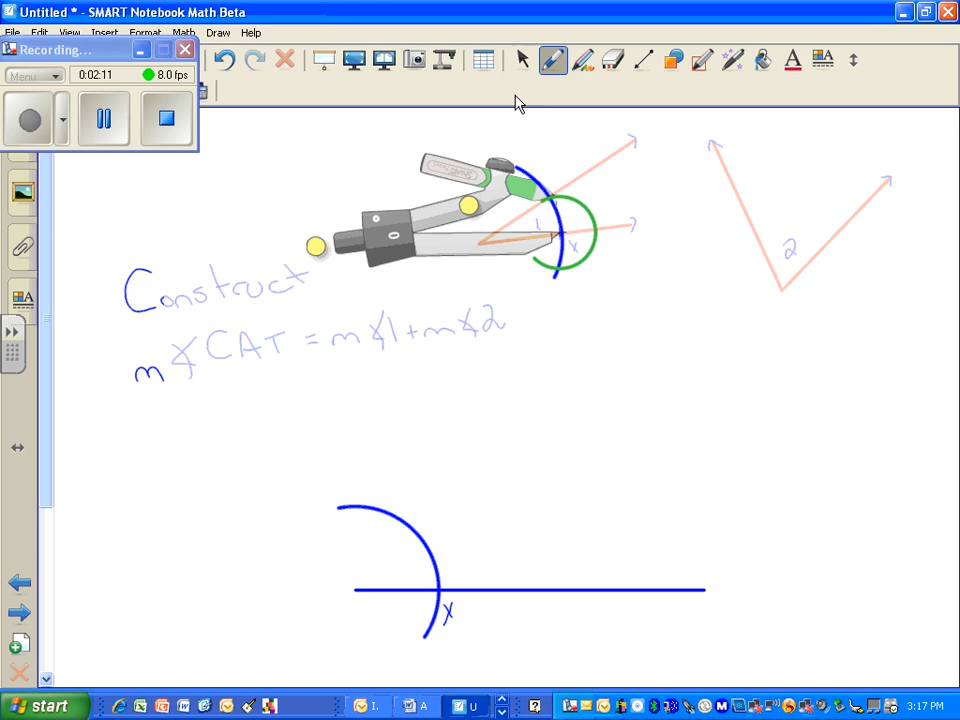 Untitled * - SMART Notebook Math Beta
File Edit View Insert Format Math Draw Help
Recording...
Menu 0:02:11 8.0 fps
A
1
x
2
Construct
m∡CAT = m∡1 + m∡2
x
start
I.
A
U
3:17 PM